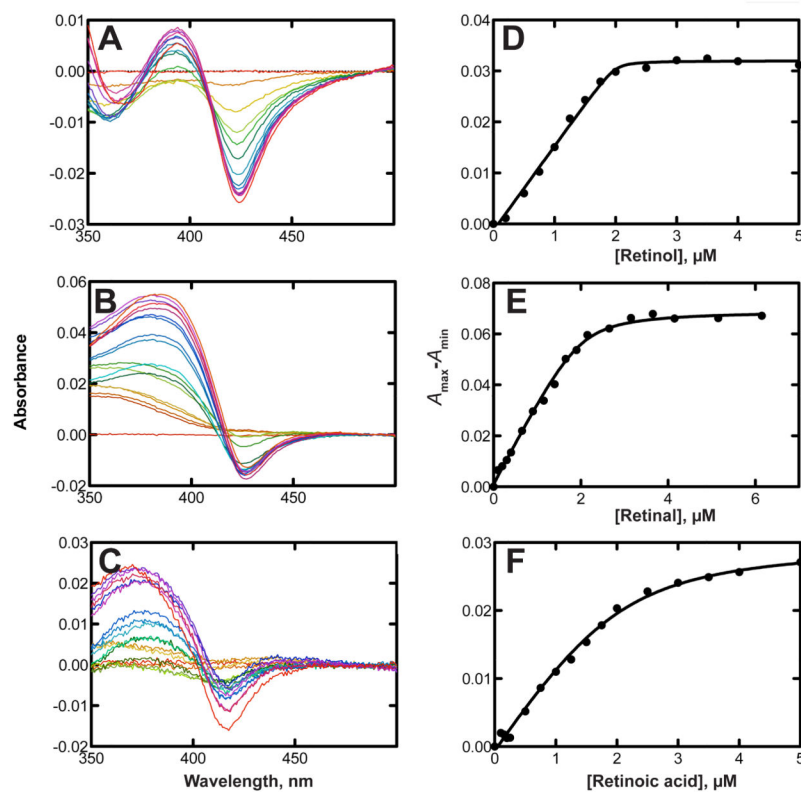 A
0.01
0.00
-0.01
-0.02
-0.03
350
400
450
B
0.06
0.04
0.02
0.00
-0.02
350
400
450
C
0.03
0.02
0.01
0.00
-0.01
-0.02
350
400
450
Absorbance
Wavelength, nm
D
0.04
0.03
0.02
0.01
0.00
0 1 2 3 4 5
[Retinol], μM
E
0.08
0.06
0.04
0.02
0.00
0 2 4 6
[Retinal], μM
Amax-Amin
F
0.03
0.02
0.01
0.00
0 1 2 3 4 5
[Retinoic acid], μM